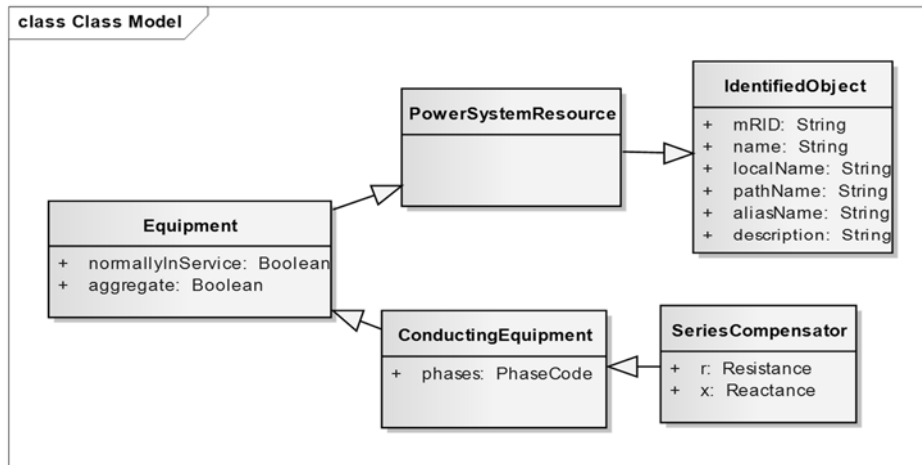 class Class Model
IdentifiedObject
+ mRID: String
+ name: String
+ localName: String
+ pathName: String
+ aliasName: String
+ description: String
PowerSystemResource
Equipment
+ normallyInService: Boolean
+ aggregate: Boolean
ConductingEquipment
+ phases: PhaseCode
SeriesCompensator
+ r: Resistance
+ x: Reactance